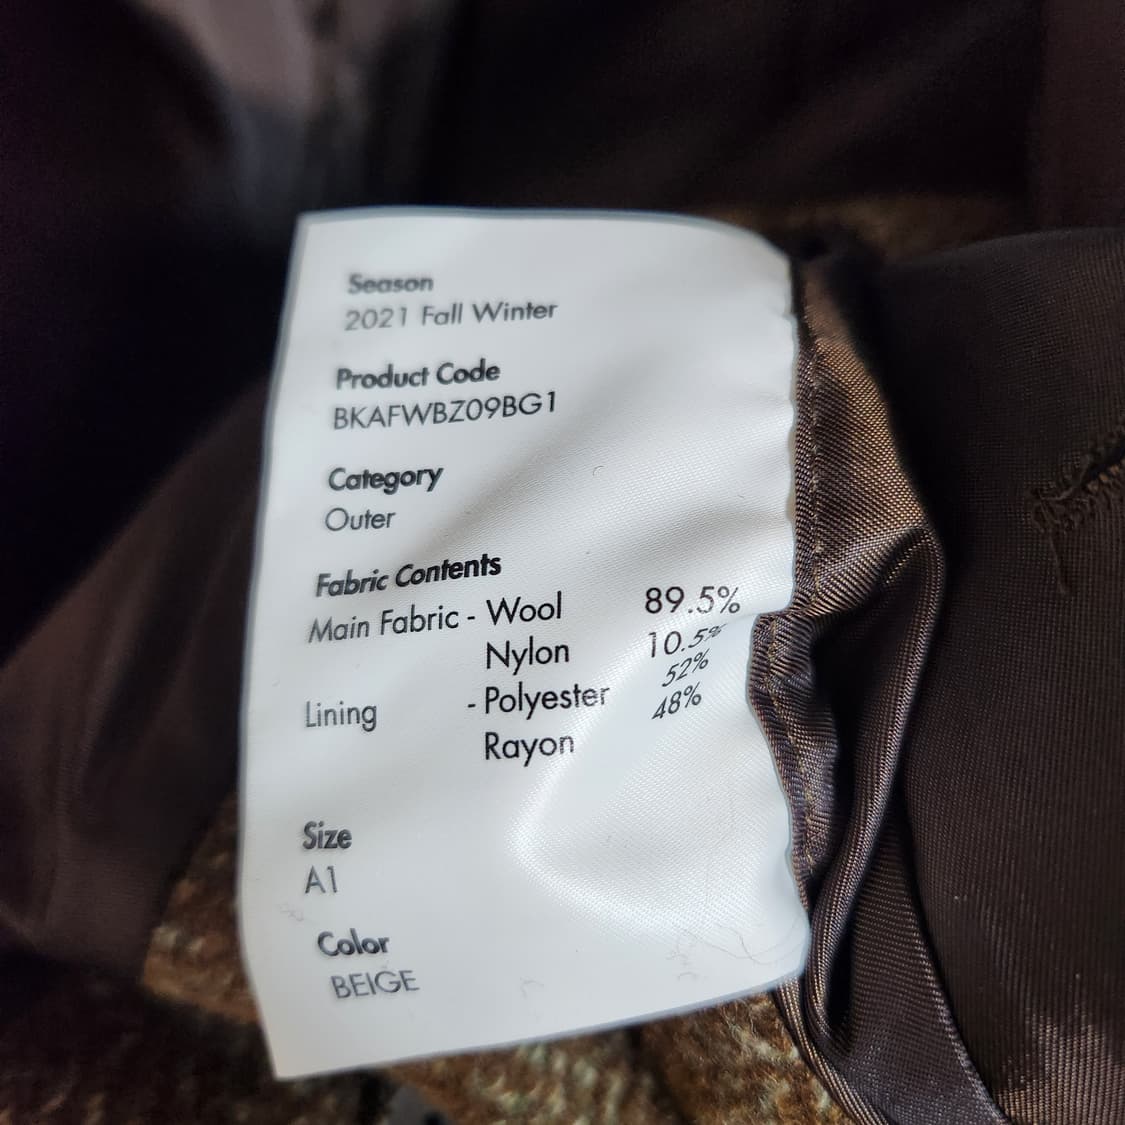 Season
2021 Fall Winter
Product Code
BKAFWBZ09BG1
Category
Outer
Fabric Contents
Main Fabric - Wool 89.5%
Nylon 10.5%
Lining - Polyester 52%
Rayon 48%
Size
A1
Color
BEIGE